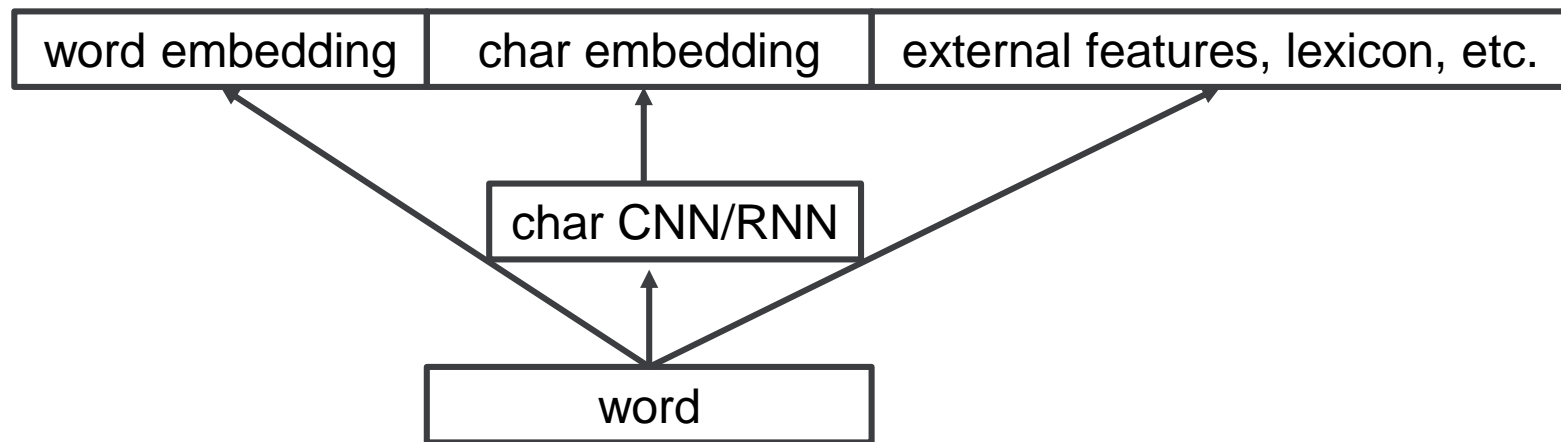 word embedding
char embedding
external features, lexicon, etc.
char CNN/RNN
word